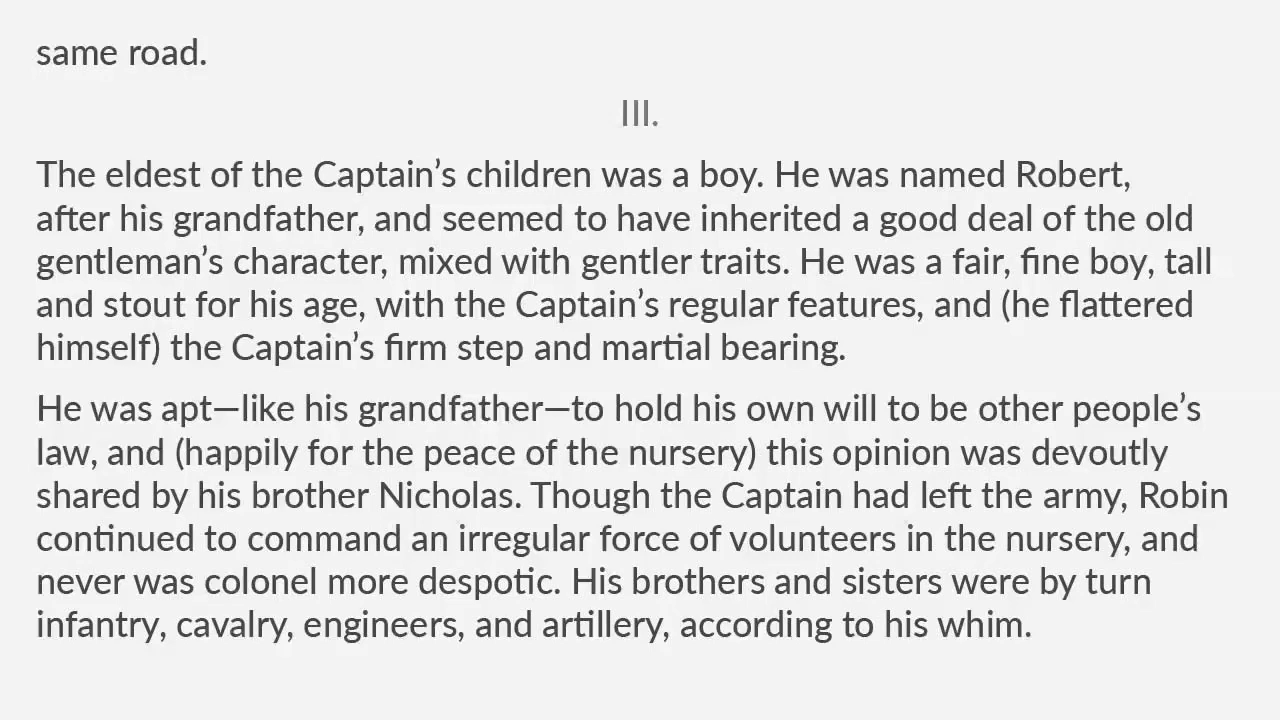 same road.
III.
The eldest of the Captain’s children was a boy. He was named Robert,
after his grandfather, and seemed to have inherited a good deal of the old
gentleman’s character, mixed with gentler traits. He was a fair, fine boy, tall
and stout for his age, with the Captain’s regular features, and (he flattered
himself) the Captain’s firm step and martial bearing.
He was apt—like his grandfather—to hold his own will to be other people’s
law, and (happily for the peace of the nursery) this opinion was devoutly
shared by his brother Nicholas. Though the Captain had left the army, Robin
continued to command an irregular force of volunteers in the nursery, and
never was colonel more despotic. His brothers and sisters were by turn
infantry, cavalry, engineers, and artillery, according to his whim.